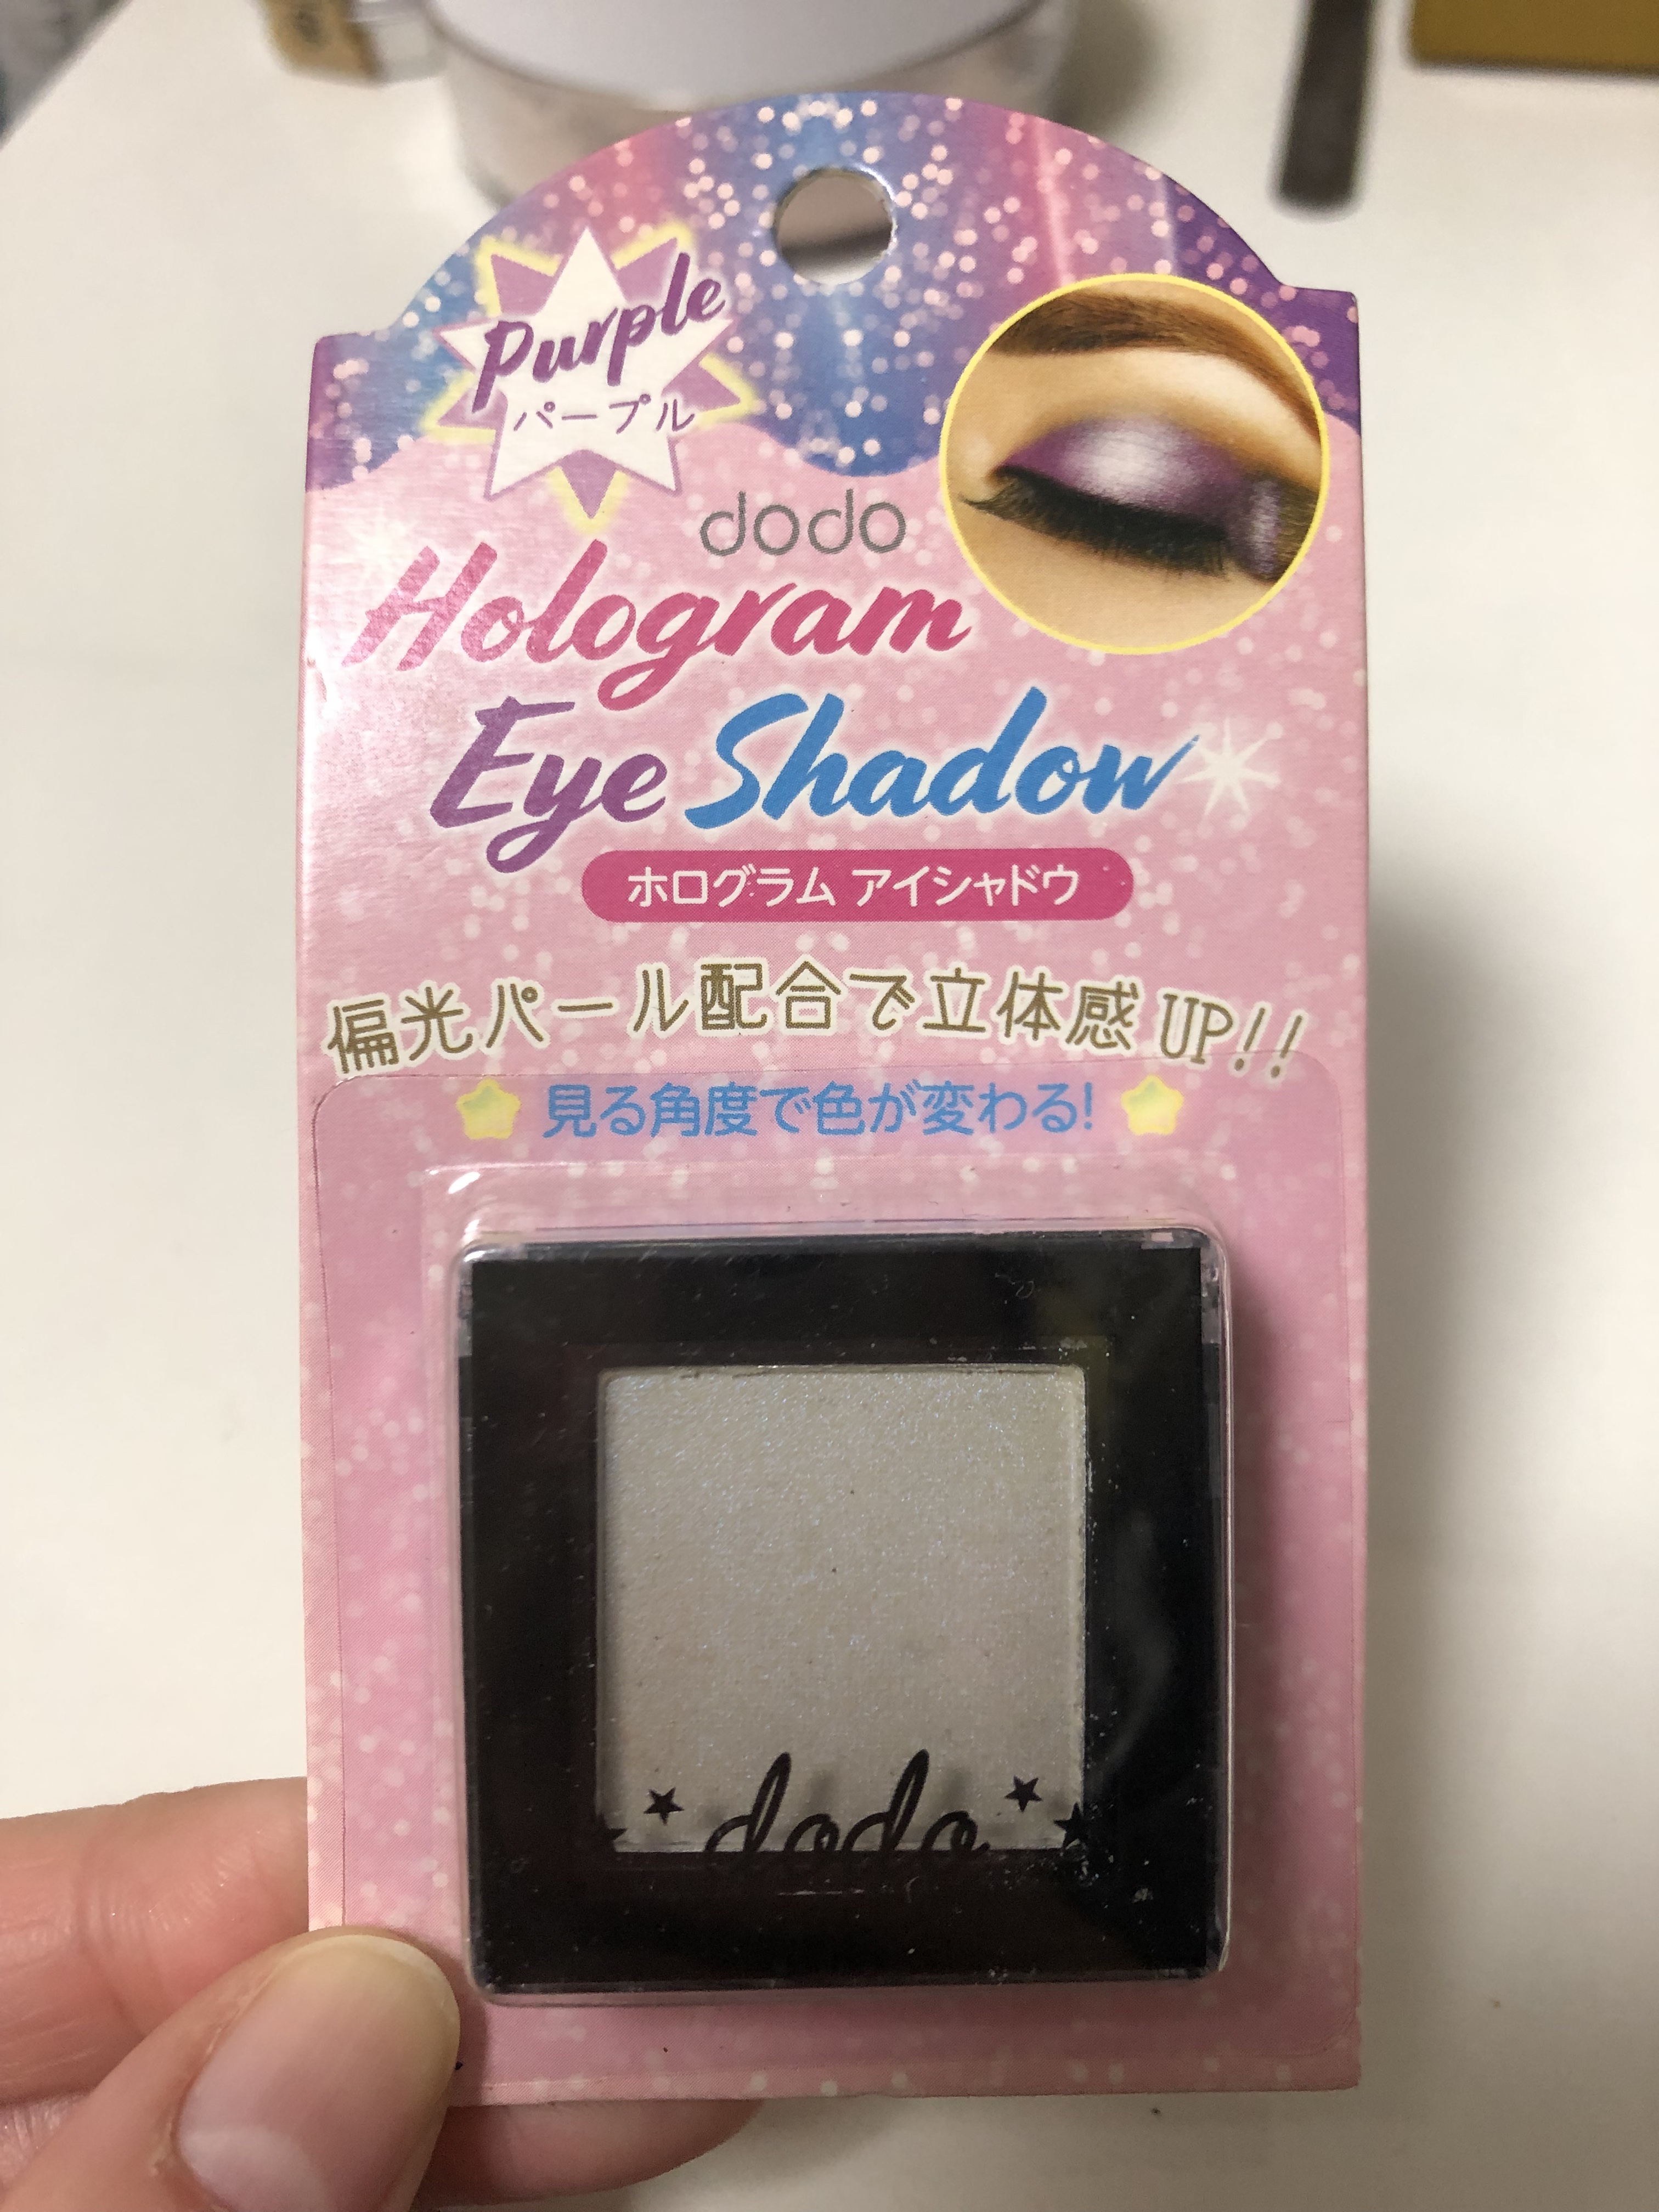 Purple
パープル
dodo
Hologram
Eye Shadow
ホログラム アイシャドウ
偏光パール配合で立体感UP!!
見る角度で色が変わる!
dodo